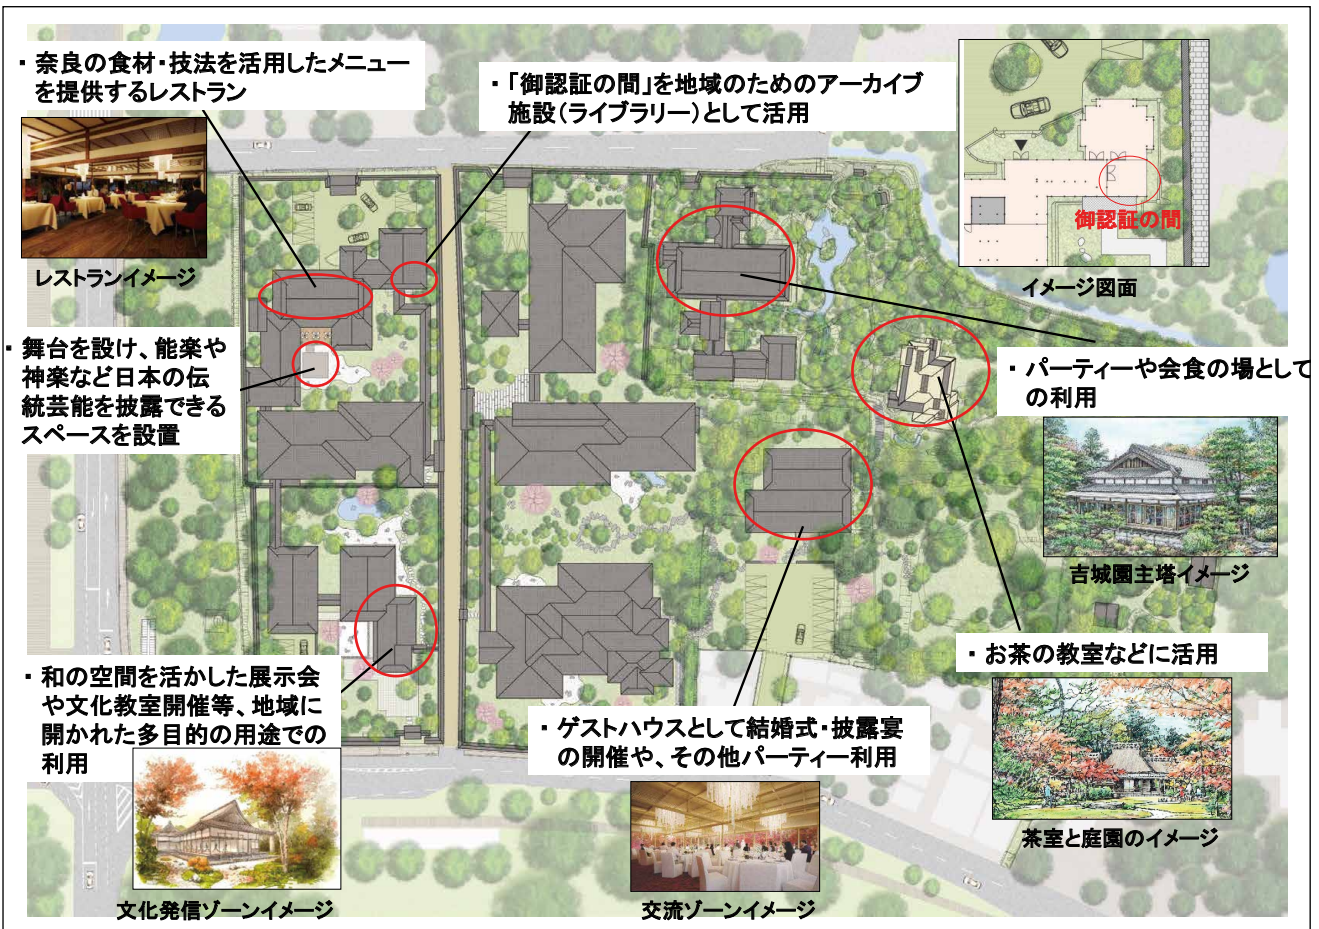 ・奈良の食材・技法を活用したメニュー
を提供するレストラン
レストランイメージ
・「御認証の間」を地域のためのアーカイブ
施設(ライブラリー)として活用
御認証の間
イメージ図面
・舞台を設け、能楽や
神楽など日本の伝
統芸能を披露できる
スペースを設置
・パーティーや会食の場として
の利用
吉城園主塔イメージ
・お茶の教室などに活用
茶室と庭園のイメージ
・和の空間を活かした展示会
や文化教室開催等、地域に
開かれた多目的の用途での
利用
文化発信ゾーンイメージ
・ゲストハウスとして結婚式・披露宴
の開催や、その他パーティー利用
交流ゾーンイメージ